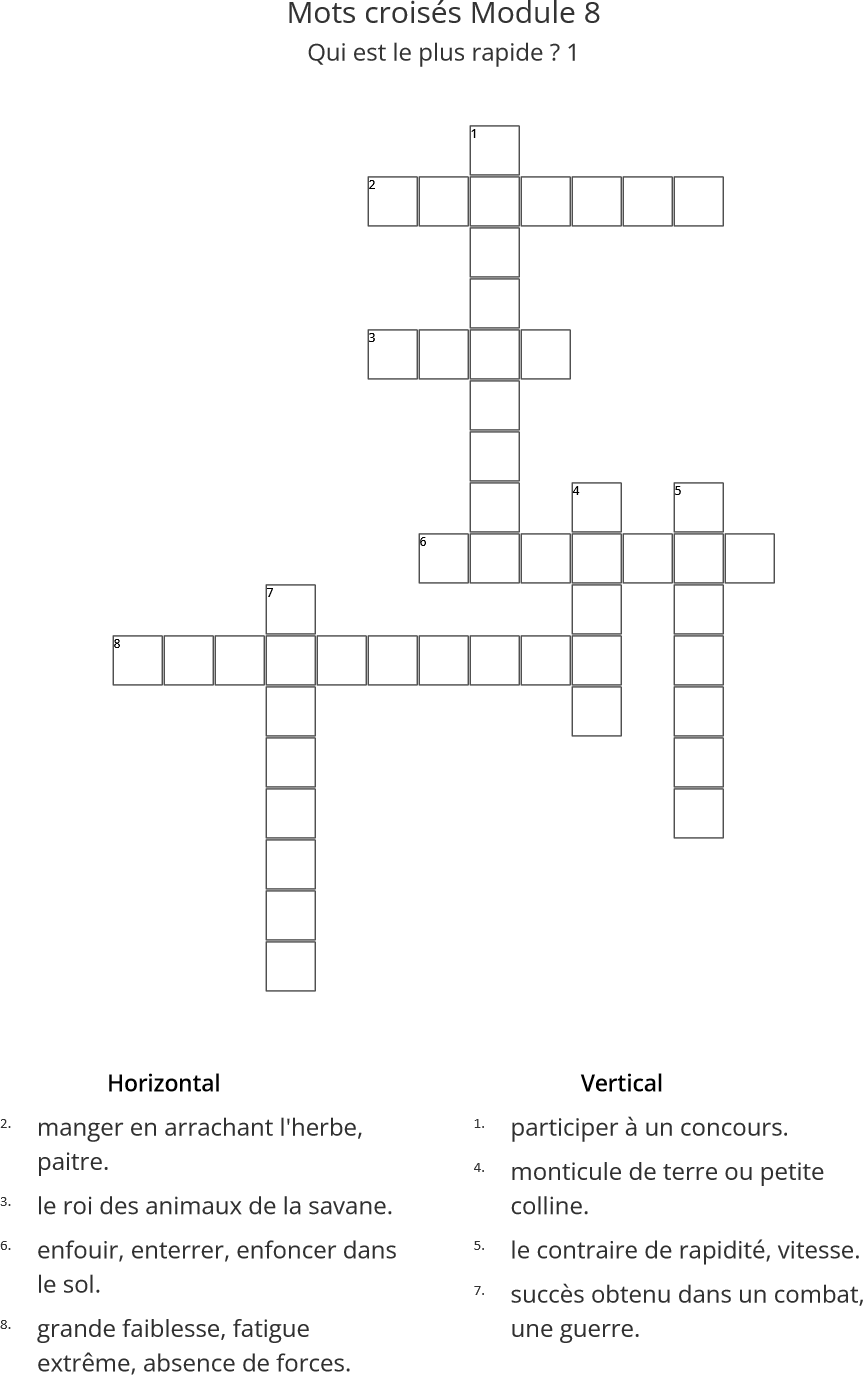 Mots croisés Module 8
Qui est le plus rapide ? 1
1
2
3
4
5
6
7
8
Horizontal
2. manger en arrachant l'herbe,
paitre.
3. le roi des animaux de la savane.
6. enfouir, enterrer, enfoncer dans
le sol.
8. grande faiblesse, fatigue
extrême, absence de forces.
Vertical
1. participer à un concours.
4. monticule de terre ou petite
colline.
5. le contraire de rapidité, vitesse.
7. succès obtenu dans un combat,
une guerre.